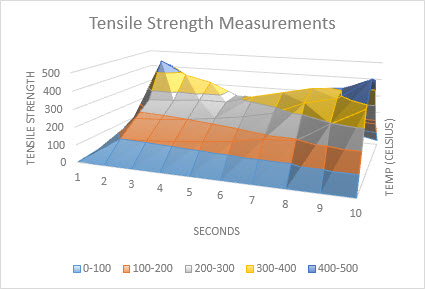 Tensile Strength Measurements
TENSILE STRENGTH
500
400
300
200
100
0
1 2 3 4 5 6 7 8 9 10
SECONDS
TEMP (CELSIUS)
0-100 100-200 200-300 300-400 400-500